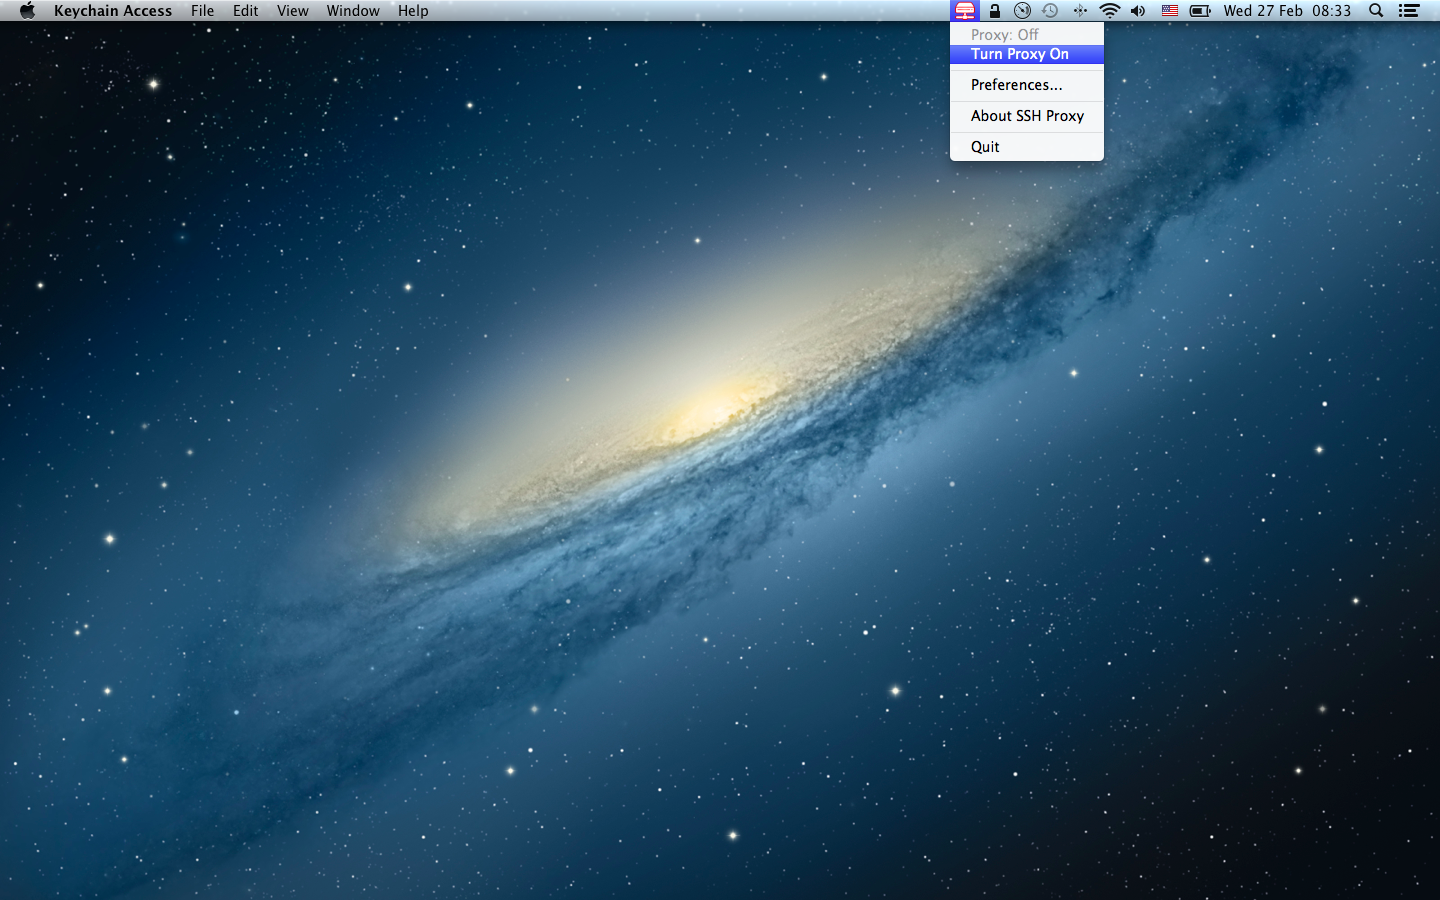 Keychain Access File Edit View Window Help Wed 27 Feb 08:33
Proxy: Off
Turn Proxy On
Preferences...
About SSH Proxy
Quit